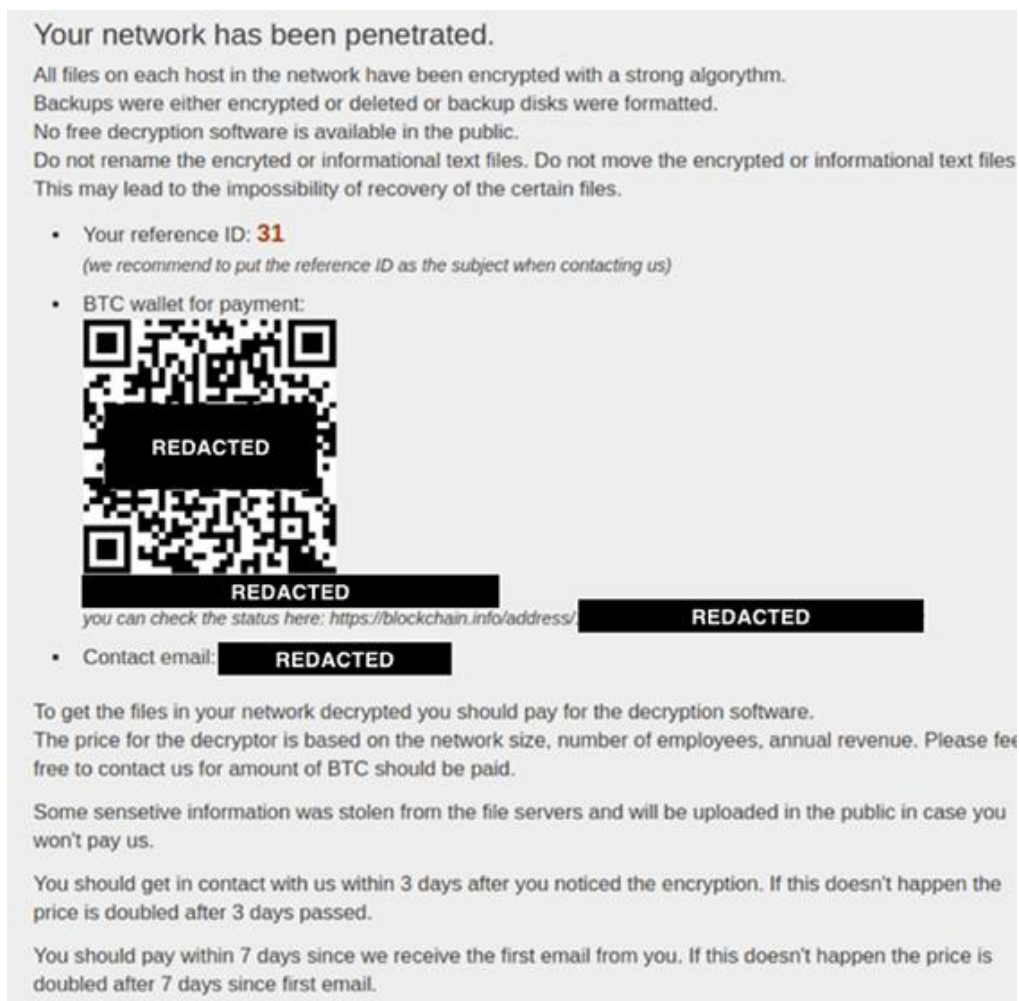 Your network has been penetrated.
All files on each host in the network have been encrypted with a strong algorythm.
Backups were either encrypted or deleted or backup disks were formatted.
No free decryption software is available in the public.
Do not rename the encryted or informational text files. Do not move the encrypted or informational text files
This may lead to the impossibility of recovery of the certain files.
• Your reference ID: 31
(we recommend to put the reference ID as the subject when contacting us)
• BTC wallet for payment:
REDACTED
REDACTED
you can check the status here: https://blockchain.info/address/ REDACTED
• Contact email: REDACTED
To get the files in your network decrypted you should pay for the decryption software.
The price for the decryptor is based on the network size, number of employees, annual revenue. Please fee
free to contact us for amount of BTC should be paid.
Some sensetive information was stolen from the file servers and will be uploaded in the public in case you
won't pay us.
You should get in contact with us within 3 days after you noticed the encryption. If this doesn't happen the
price is doubled after 3 days passed.
You should pay within 7 days since we receive the first email from you. If this doesn't happen the price is
doubled after 7 days since first email.